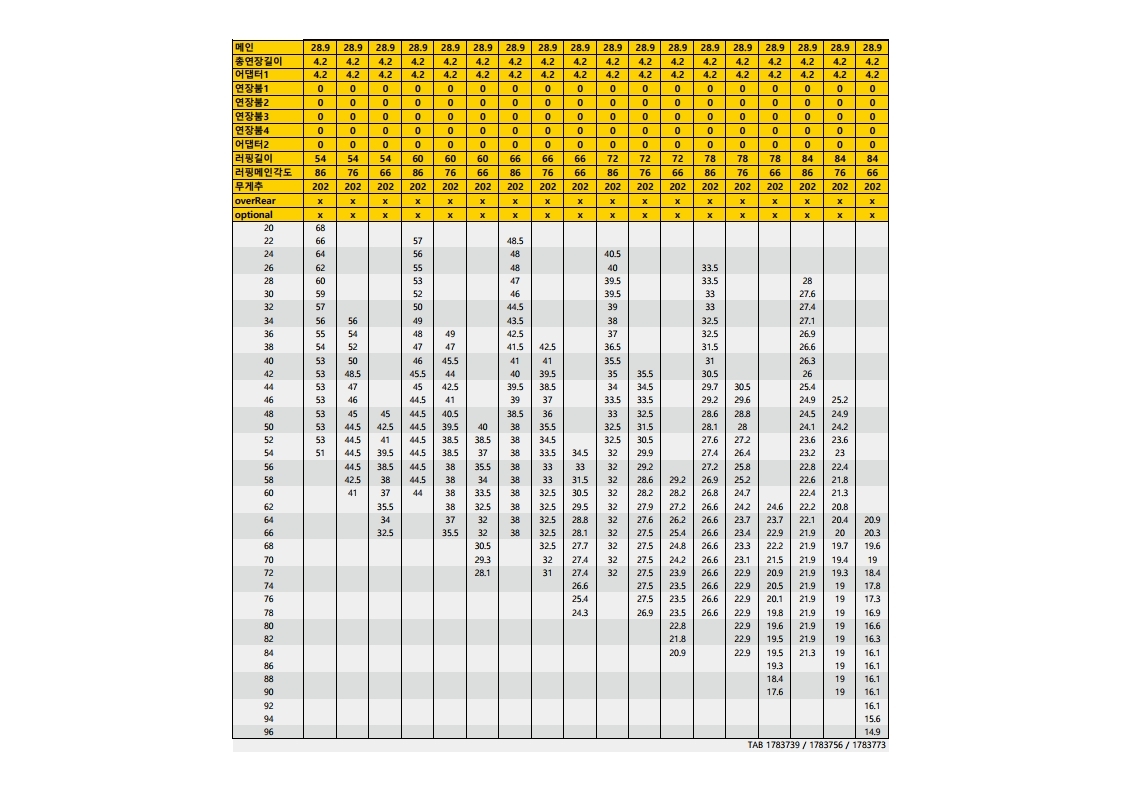 메인 28.9 28.9 28.9 28.9 28.9 28.9 28.9 28.9 28.9 28.9 28.9 28.9 28.9 28.9 28.9 28.9 28.9 28.9
총연장길이 4.2 4.2 4.2 4.2 4.2 4.2 4.2 4.2 4.2 4.2 4.2 4.2 4.2 4.2 4.2 4.2 4.2 4.2
어댑터1 4.2 4.2 4.2 4.2 4.2 4.2 4.2 4.2 4.2 4.2 4.2 4.2 4.2 4.2 4.2 4.2 4.2 4.2
연장붐1 0 0 0 0 0 0 0 0 0 0 0 0 0 0 0 0 0 0
연장붐2 0 0 0 0 0 0 0 0 0 0 0 0 0 0 0 0 0 0
연장붐3 0 0 0 0 0 0 0 0 0 0 0 0 0 0 0 0 0 0
연장붐4 0 0 0 0 0 0 0 0 0 0 0 0 0 0 0 0 0 0
어댑터2 0 0 0 0 0 0 0 0 0 0 0 0 0 0 0 0 0 0
러핑길이 54 54 54 60 60 60 66 66 66 72 72 72 78 78 78 84 84 84
러핑메인각도 86 76 66 86 76 66 86 76 66 86 76 66 86 76 66 86 76 66
무게추 202 202 202 202 202 202 202 202 202 202 202 202 202 202 202 202 202 202
overRear x x x x x x x x x x x x x x x x x x
optional x x x x x x x x x x x x x x x x x x
20 68
22 66 57 48.5
24 64 56 48 40.5
26 62 55 48 40 33.5
28 60 53 47 39.5 33.5 28
30 59 52 46 39.5 33 27.6
32 57 50 44.5 39 33 27.4
34 56 56 49 43.5 38 32.5 27.1
36 55 54 48 49 42.5 37 32.5 26.9
38 54 52 47 47 41.5 42.5 36.5 31.5 26.6
40 53 50 46 45.5 41 41 35.5 31 26.3
42 53 48.5 45.5 44 40 39.5 35 35.5 30.5 26
44 53 47 45 42.5 39.5 38.5 34 34.5 29.7 30.5 25.4
46 53 46 44.5 41 39 37 33.5 33.5 29.2 29.6 24.9 25.2
48 53 45 45 44.5 40.5 38.5 36 33 32.5 28.6 28.8 24.5 24.9
50 53 44.5 42.5 44.5 39.5 40 38 35.5 32.5 31.5 28.1 28 24.1 24.2
52 53 44.5 41 44.5 38.5 38.5 38 34.5 32.5 30.5 27.6 27.2 23.6 23.6
54 51 44.5 39.5 44.5 38.5 37 38 33.5 34.5 32 29.9 27.4 26.4 23.2 23
56 44.5 38.5 44.5 38 35.5 38 33 33 32 29.2 27.2 25.8 22.8 22.4
58 42.5 38 44.5 38 34 38 33 31.5 32 28.6 29.2 26.9 25.2 22.6 21.8
60 41 37 44 38 33.5 38 32.5 30.5 32 28.2 28.2 26.8 24.7 22.4 21.3
62 35.5 38 32.5 38 32.5 29.5 32 27.9 27.2 26.6 24.2 24.6 22.2 20.8
64 34 37 32 38 32.5 28.8 32 27.6 26.2 26.6 23.7 23.7 22.1 20.4 20.9
66 32.5 35.5 32 38 32.5 28.1 32 27.5 25.4 26.6 23.4 22.9 21.9 20 20.3
68 30.5 32.5 27.7 32 27.5 24.8 26.6 23.3 22.2 21.9 19.7 19.6
70 29.3 32 27.4 32 27.5 24.2 26.6 23.1 21.5 21.9 19.4 19
72 28.1 31 27.4 32 27.5 23.9 26.6 22.9 20.9 21.9 19.3 18.4
74 26.6 27.5 23.5 26.6 22.9 20.5 21.9 19 17.8
76 25.4 27.5 23.5 26.6 22.9 20.1 21.9 19 17.3
78 24.3 26.9 23.5 26.6 22.9 19.8 21.9 19 16.9
80 22.8 22.9 19.6 21.9 19 16.6
82 21.8 22.9 19.5 21.9 19 16.3
84 20.9 22.9 19.5 21.3 19 16.1
86 19.3 19 16.1
88 18.4 19 16.1
90 17.6 19 16.1
92 16.1
94 15.6
96 14.9
TAB 1783739 / 1783756 / 1783773